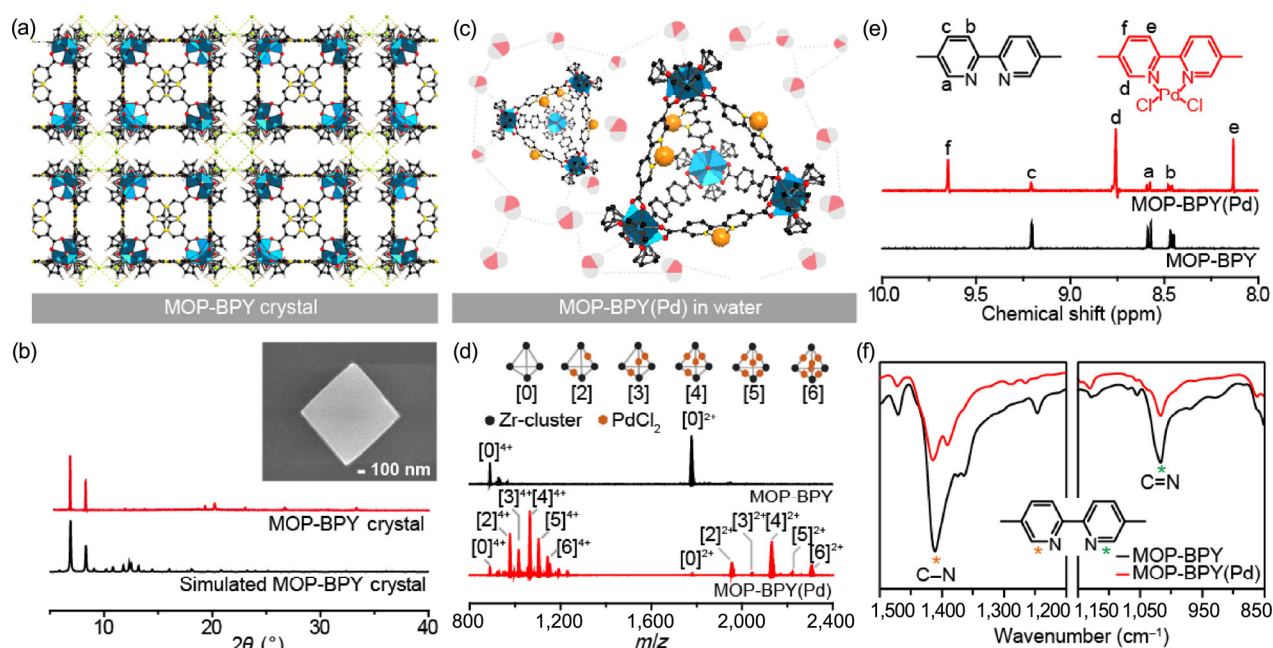 (a)
MOP-BPY crystal
(b)
100 nm
MOP-BPY crystal
Simulated MOP-BPY crystal
10 20 30 40
2θ (°)
(c)
MOP-BPY(Pd) in water
(d)
[0] [2] [3] [4] [5] [6]
Zr-cluster PdCl2
[0]2+
[0]4+
MOP-BPY
[3]4+ [4]4+
[2]4+ [5]4+
[0]4+ [6]4+
[3]2+ [4]2+
[2]2+ [5]2+
[0]2+ [6]2+
MOP-BPY(Pd)
800 1,200 1,600 2,000 2,400
m/z
(e)
c b
N N
a
f e
N N
d
Pd
Cl Cl
f c d a b e
MOP-BPY(Pd)
MOP-BPY
10.0 9.5 9.0 8.5 8.0
Chemical shift (ppm)
(f)
C–N
*
C=N
*
N N
* *
MOP-BPY
MOP-BPY(Pd)
1,500 1,400 1,300 1,200 1,150 1,050 950 850
Wavenumber (cm−1)